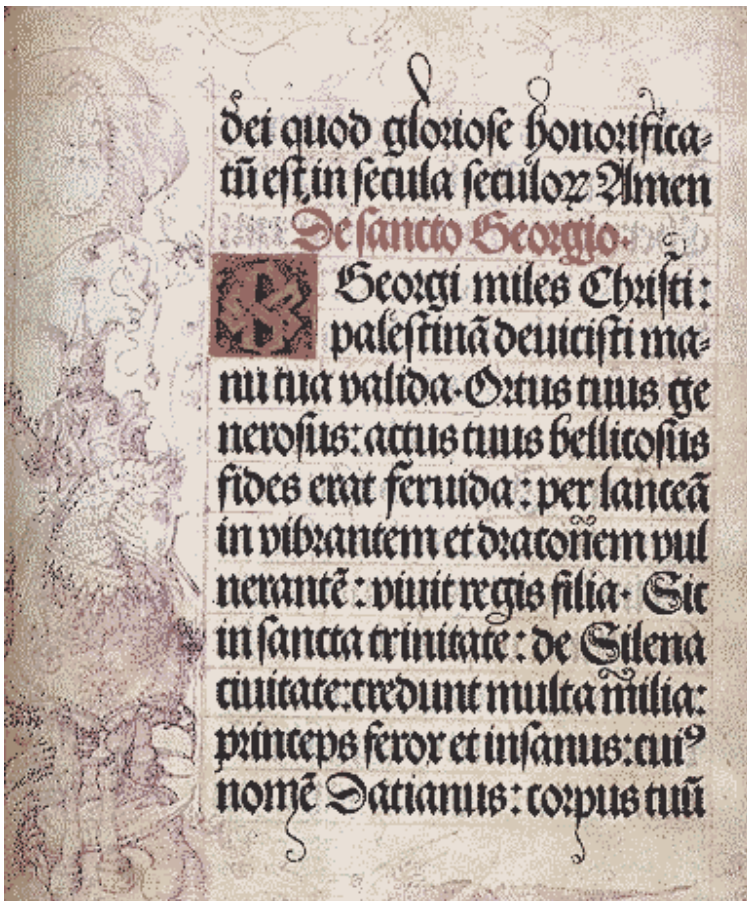 dei quod glorioſe honorifica⸗
tū eſt in ſecula ſeculoꝝ Amen
De ſancto Georgio.
Georgi miles Chriſti:
paleſtinā deuiciſti ma⸗
nu tua valida. Ortus tuus ge
neroſus: actus tuus bellicoſus
fides erat feruida: per lanceā
in vibrantem et draconem vul
nerantē: viuit regis filia. Sic
in ſancta trinitate: de Silena
ciuitate: credunt multa milia:
princeps ferox et inſanus: cuiꝰ
nomē Datianus: corpus tuū